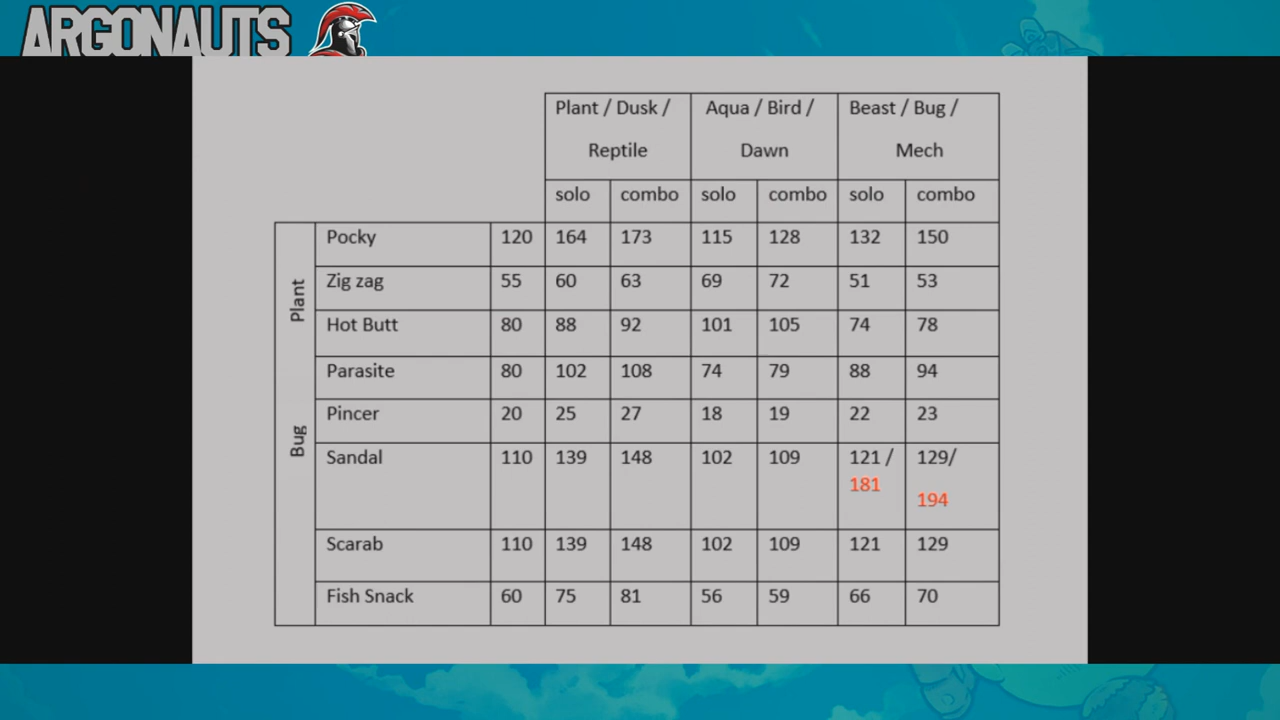 ARGONAUTS
Plant / Dusk / Aqua / Bird / Beast / Bug /
Reptile Dawn Mech
solo combo solo combo solo combo
Plant
Pocky 120 164 173 115 128 132 150
Zig zag 55 60 63 69 72 51 53
Hot Butt 80 88 92 101 105 74 78
Bug
Parasite 80 102 108 74 79 88 94
Pincer 20 25 27 18 19 22 23
Sandal 110 139 148 102 109 121 / 129/
181 194
Scarab 110 139 148 102 109 121 129
Fish Snack 60 75 81 56 59 66 70